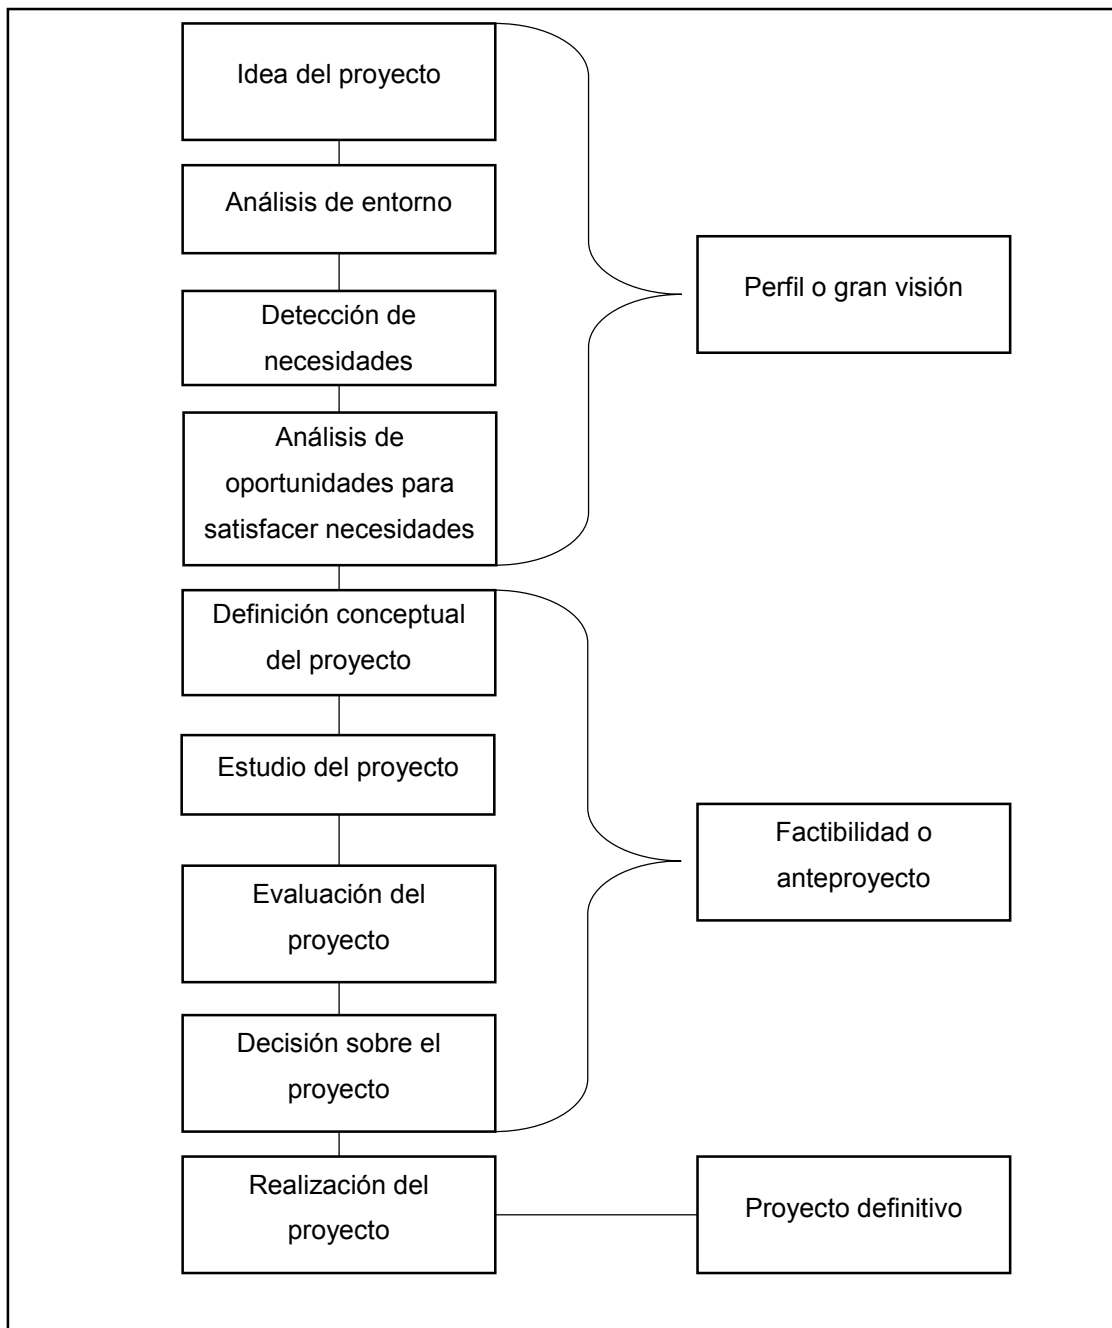 Idea del proyecto
Análisis de entorno
Detección de
necesidades
Análisis de
oportunidades para
satisfacer necesidades
Perfil o gran visión
Definición conceptual
del proyecto
Estudio del proyecto
Evaluación del
proyecto
Decisión sobre el
proyecto
Factibilidad o
anteproyecto
Realización del
proyecto
Proyecto definitivo